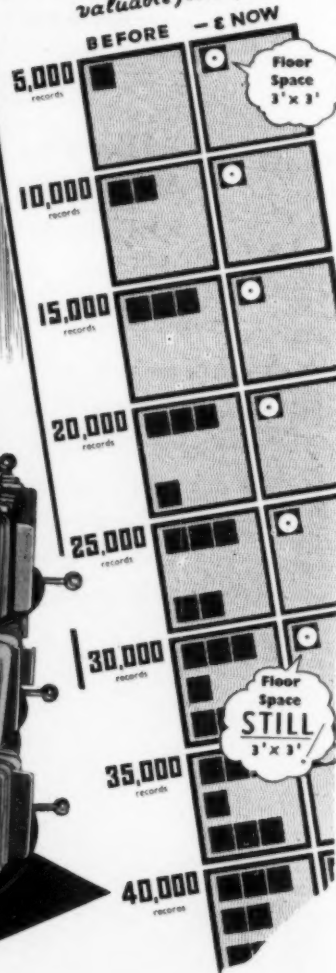 BEFORE – & NOW
5,000
records
Floor
Space
3' x 3'
10,000
records
15,000
records
20,000
records
25,000
records
30,000
records
Floor
Space
STILL
3' x 3'
35,000
records
40,000
records